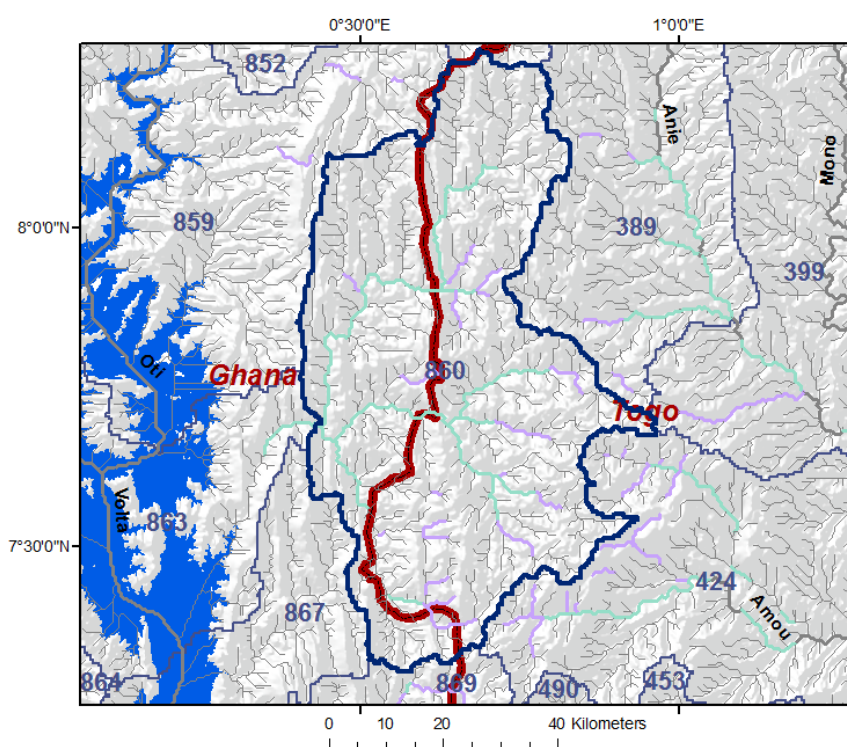 0°30'0"E 1°0'0"E
852
Anie
Mono
859
389
8°0'0"N
399
Oti
Ghana
860
Togo
Volta
863
7°30'0"N
424
867
Amou
864
869
490
453
0 10 20 40 Kilometers